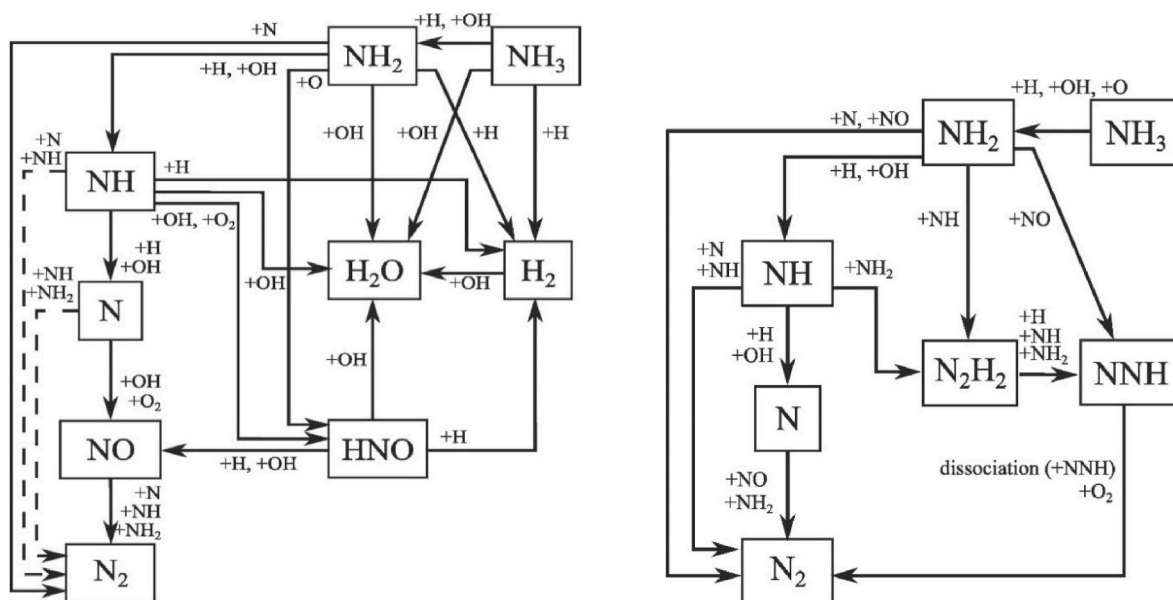 +N
+H, +OH
NH2
NH3
+H, +OH
+O
+OH
+OH
+H
+H
+N
+NH
NH
+H
+OH, +O2
+H
+OH
+OH
H2O
+OH
H2
+NH
+NH2
N
+OH
+OH
+O2
NO
+H, +OH
HNO
+H
+N
+NH
+NH2
N2
+H, +OH, +O
+N, +NO
NH2
NH3
+H, +OH
+NH
+NO
+N
+NH
NH
+NH2
+H
+OH
+H
+NH
+NH2
N2H2
NNH
N
dissociation (+NNH)
+O2
+NO
+NH2
N2